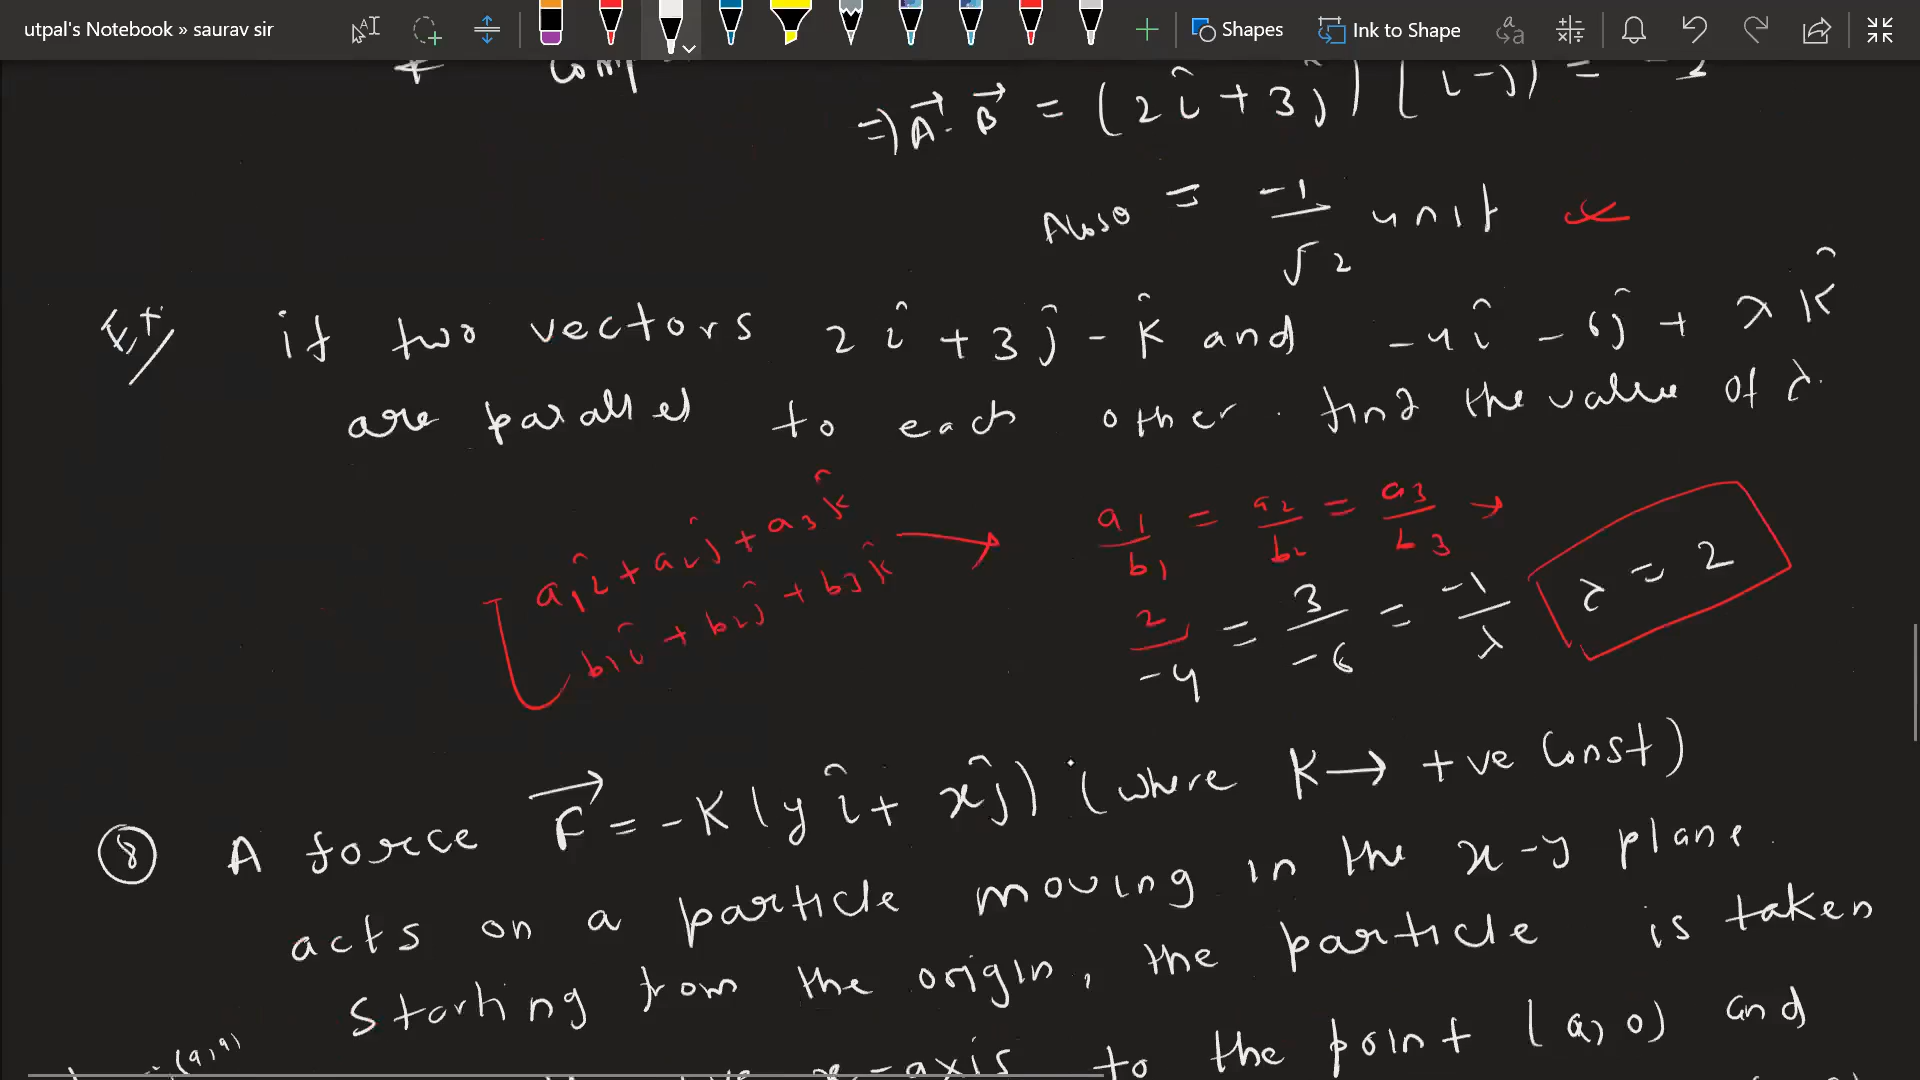 utpal's Notebook » saurav sir
Shapes
Ink to Shape
=) A⃗ . B⃗ = (2î + 3ĵ) (i-j) =
Also = -1/√2 unit
Ex/ if two vectors 2î + 3ĵ - k̂ and -4î - 6ĵ + λk̂
are parallel to each other. find the value of λ.
a₁î + a₂ĵ + a₃k̂
b₁î + b₂ĵ + b₃k̂
a₁/b₁ = a₂/b₂ = a₃/b₃ →
2/-4 = 3/-6 = -1/λ
λ = 2
⑧ A force F⃗ = -K(yî + xĵ) (where K → +ve const)
acts on a particle moving in the x-y plane.
Starting from the origin, the particle is taken
(a,a)
x-axis to the point (a,0) and